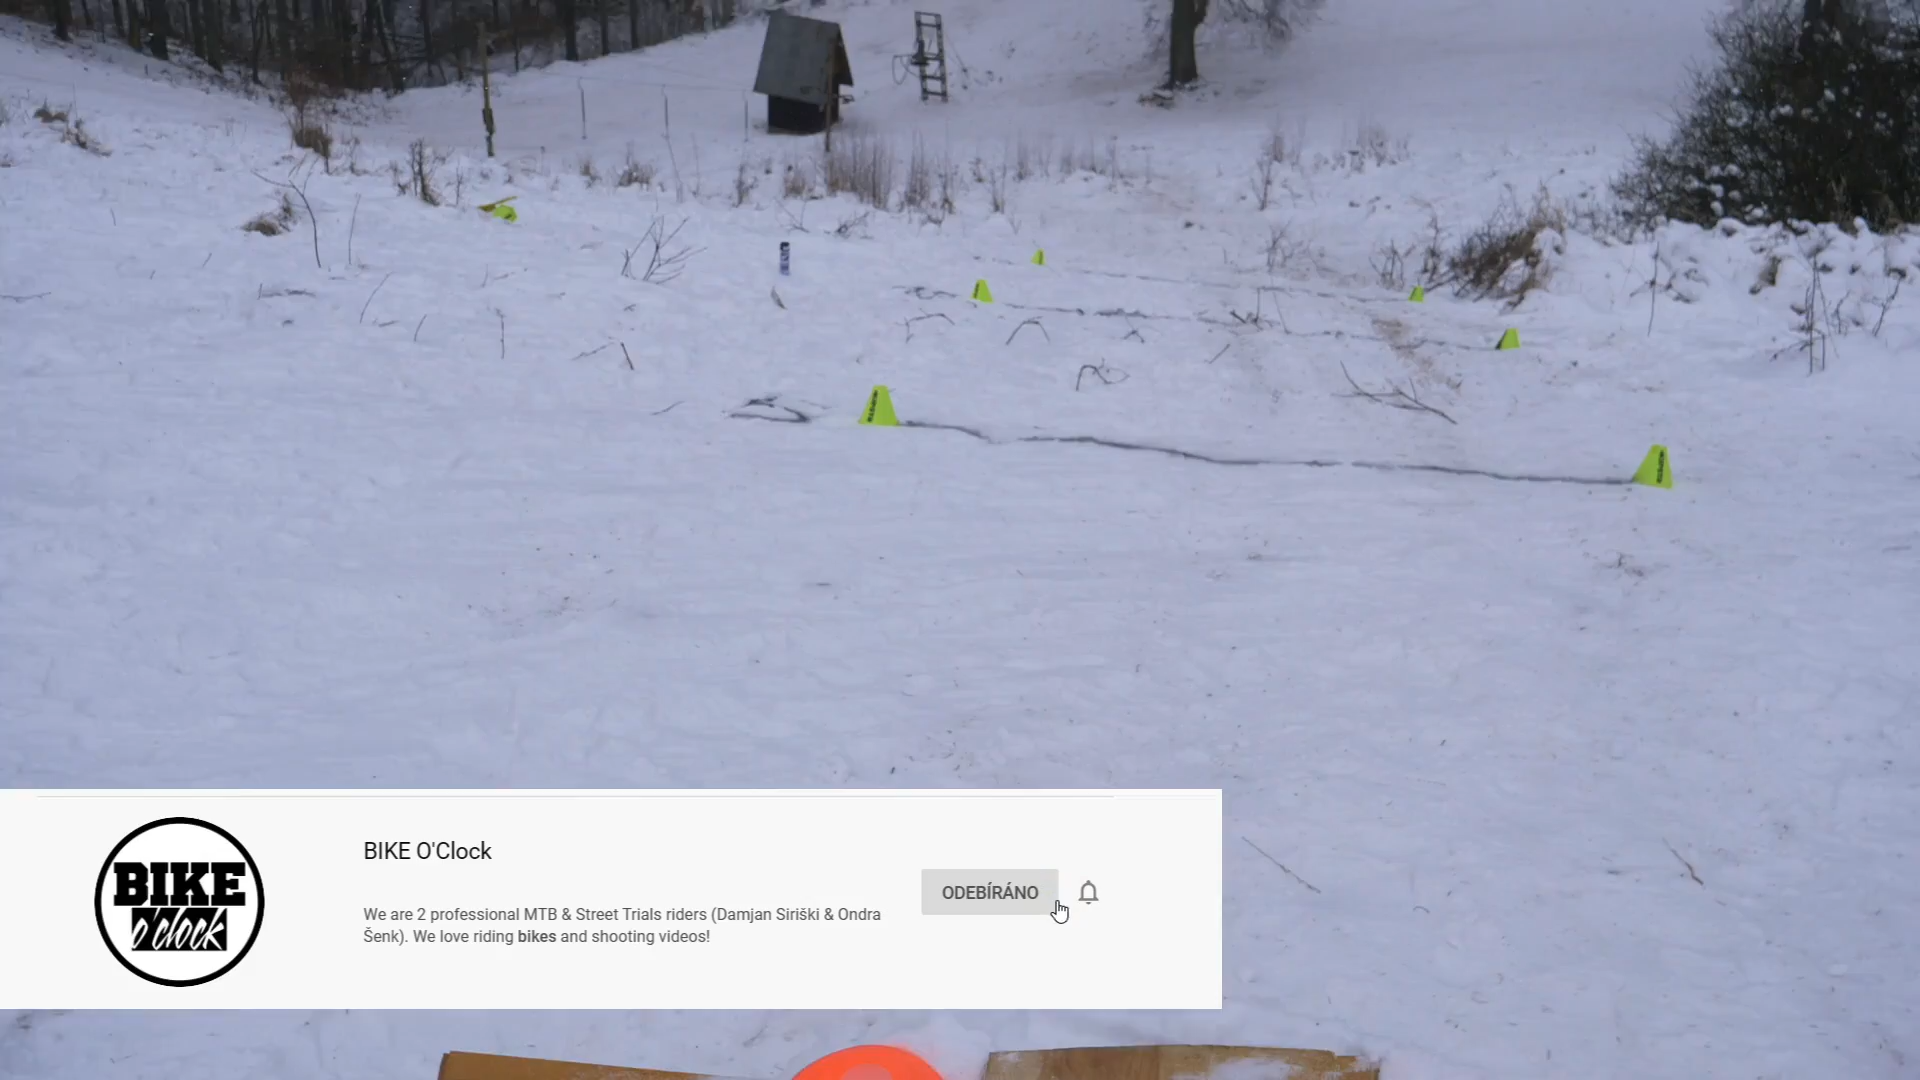 BIKE
o'clock
BIKE O'Clock
We are 2 professional MTB & Street Trials riders (Damjan Siriški & Ondra
Šenk). We love riding bikes and shooting videos!
ODEBÍRÁNO